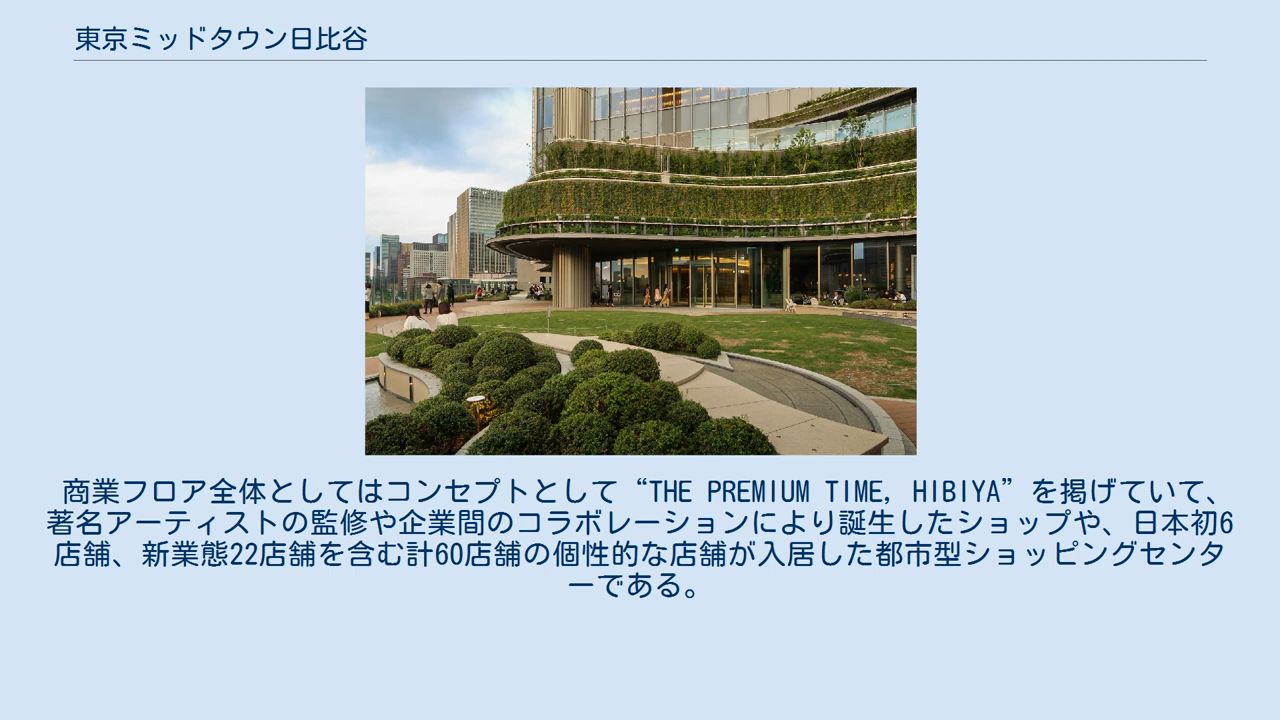 東京ミッドタウン日比谷
商業フロア全体としてはコンセプトとして“THE PREMIUM TIME, HIBIYA”を掲げていて、
著名アーティストの監修や企業間のコラボレーションにより誕生したショップや、日本初6
店舗、新業態22店舗を含む計60店舗の個性的な店舗が入居した都市型ショッピングセンタ
ーである。